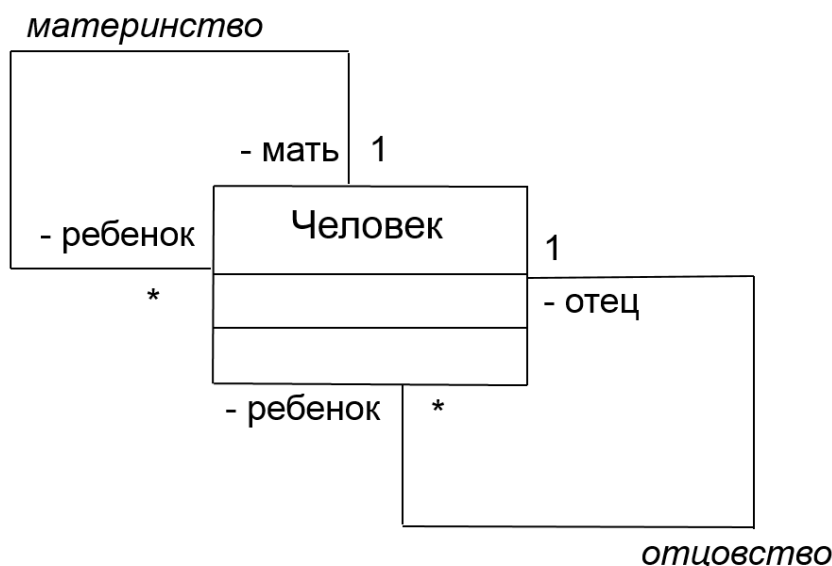 материнство
- мать 1
- ребенок
Человек
1
*
- отец
- ребенок *
отцовство